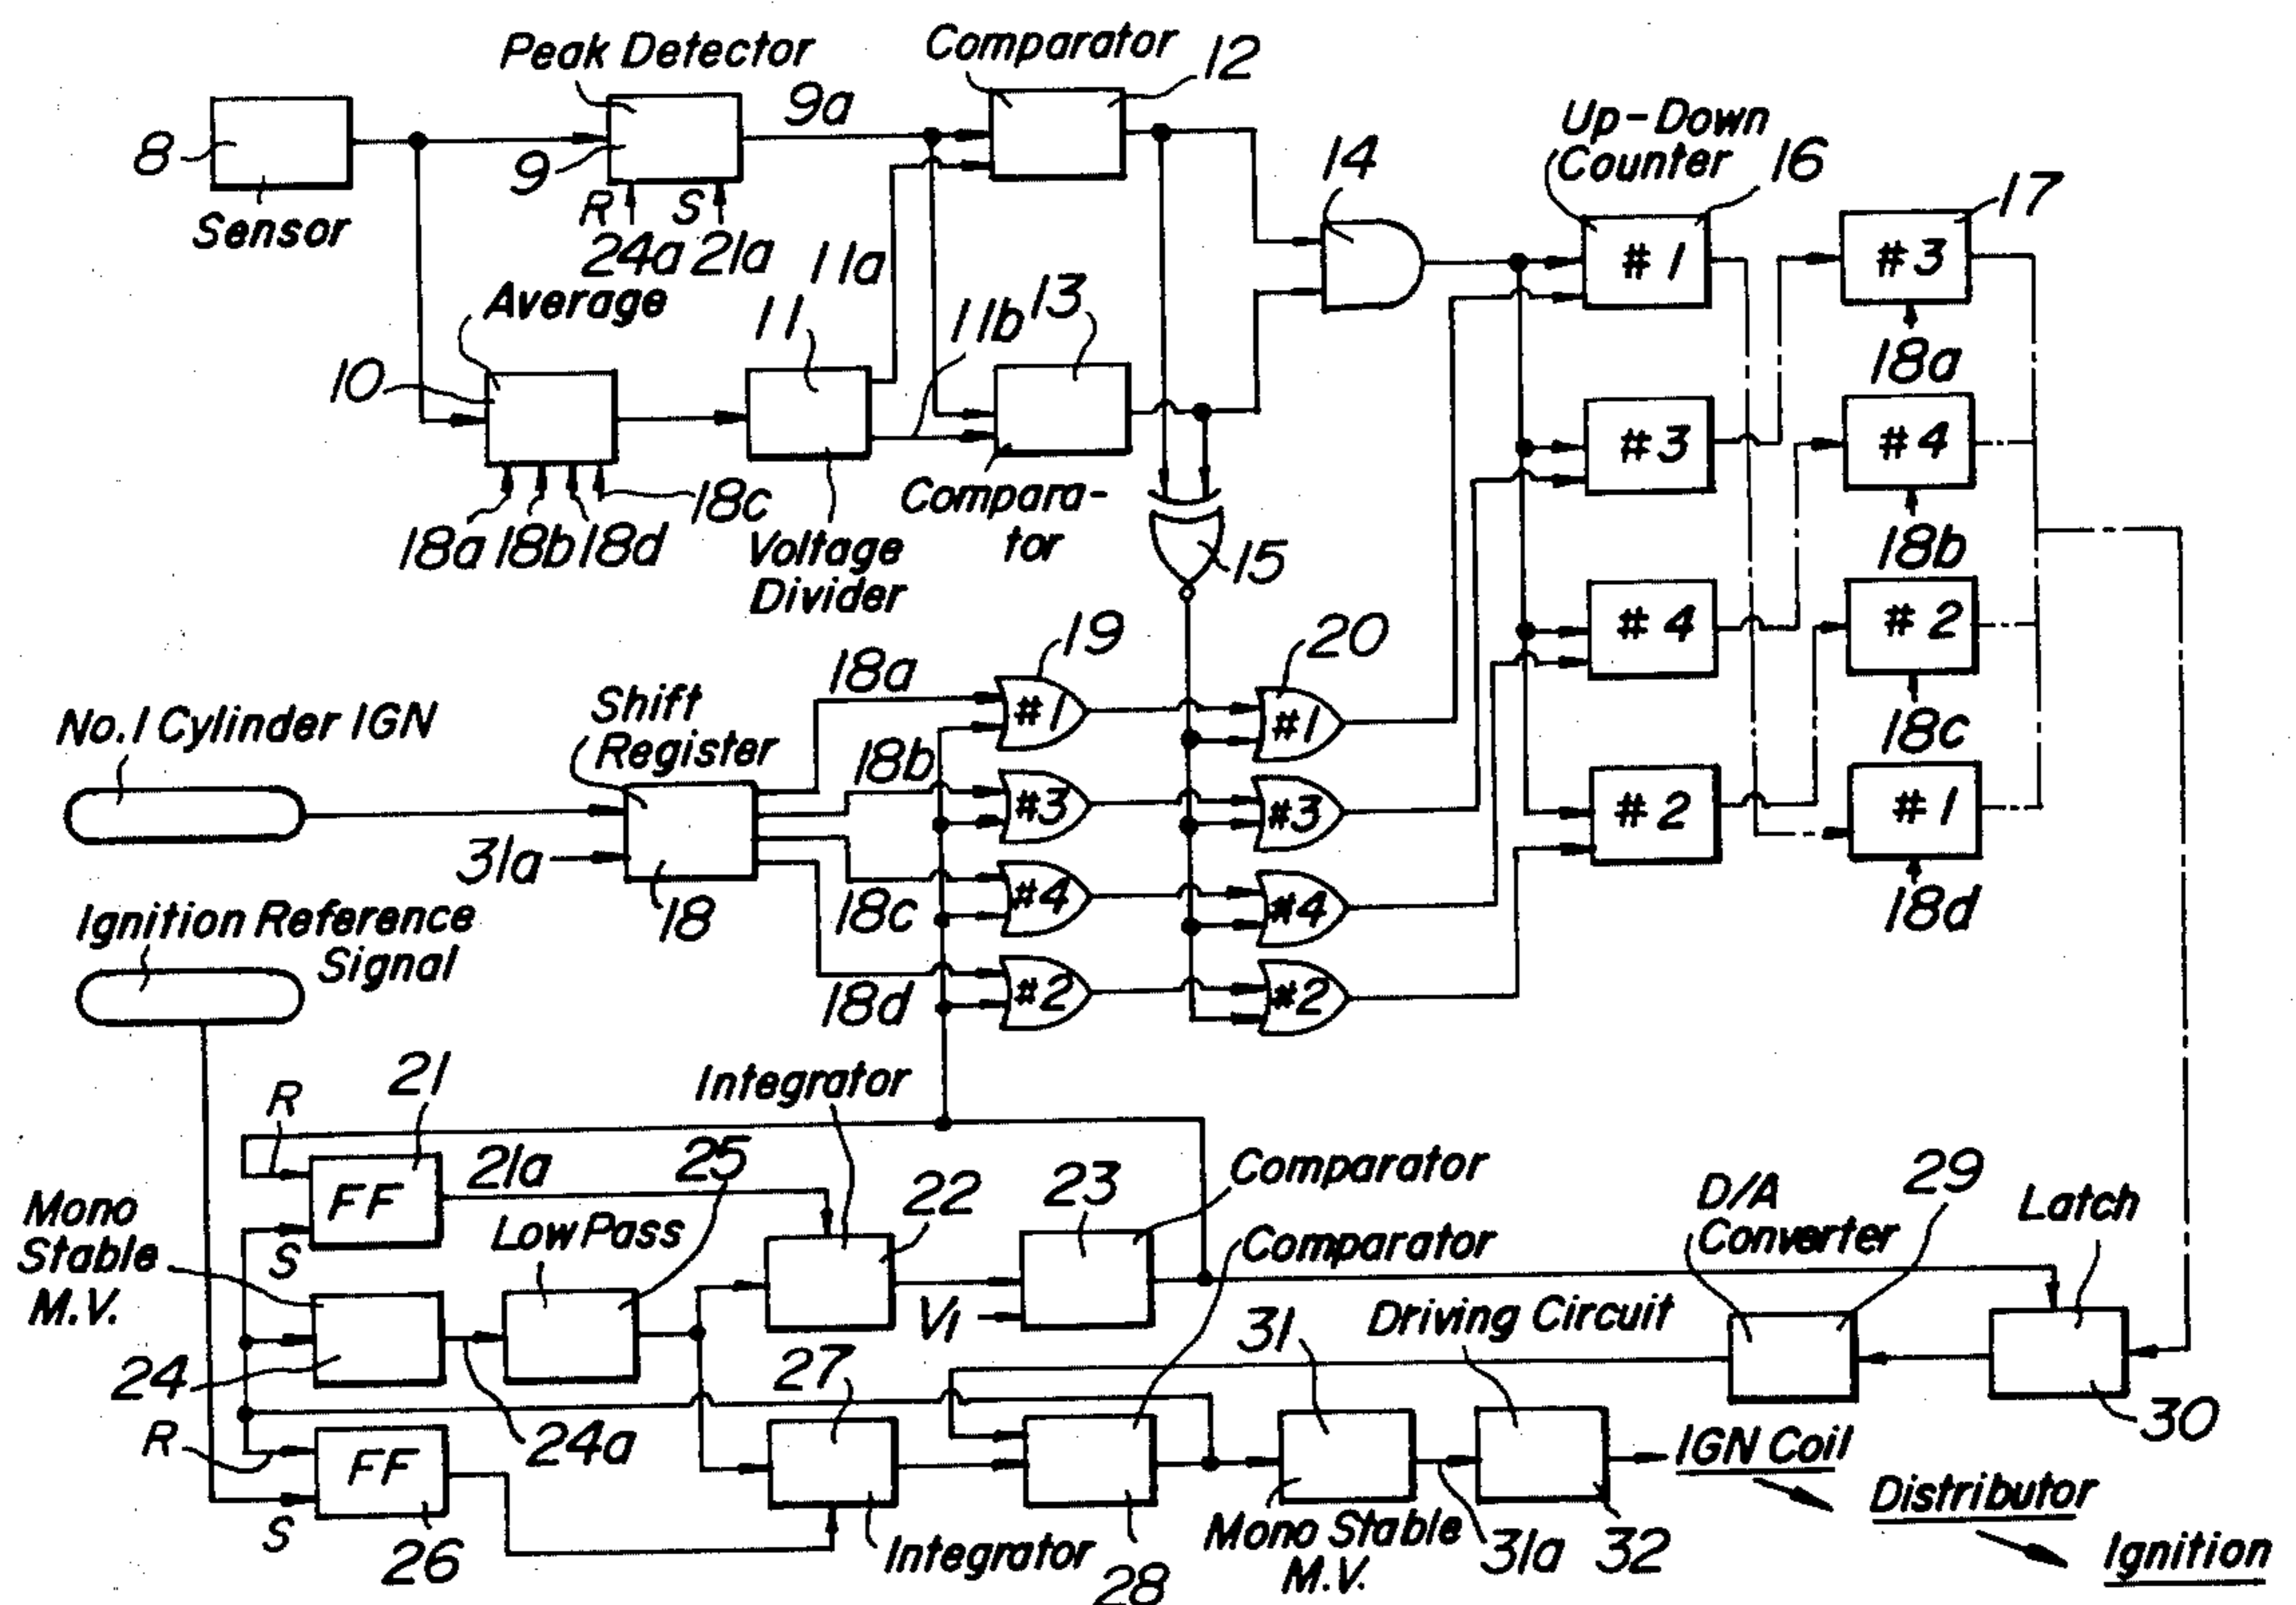 Peak Detector
Comparator
12
9a
8
9
Sensor
R
S
24a
21a
11a
14
Up-Down
Counter
16
17
#1
#3
18a
Average
10
11
11b
13
#3
#4
18b
18a
18b
18d
18c
Voltage
Divider
Compara-
tor
15
#4
#2
18c
19
20
No.1 Cylinder IGN
Shift
Register
18a
#1
#1
18b
#3
#3
#2
#1
18d
31a
18
18c
#4
#4
Ignition Reference
Signal
18d
#2
#2
R
21
Integrator
FF
21a
25
22
23
Comparator
S
Mono
Stable
M.V.
Low Pass
Comparator
D/A
Converter
29
Latch
V1
24
27
31
Driving Circuit
30
R
24a
FF
S
26
Integrator
28
Mono Stable
M.V.
31a
32
IGN Coil
Distributor
Ignition